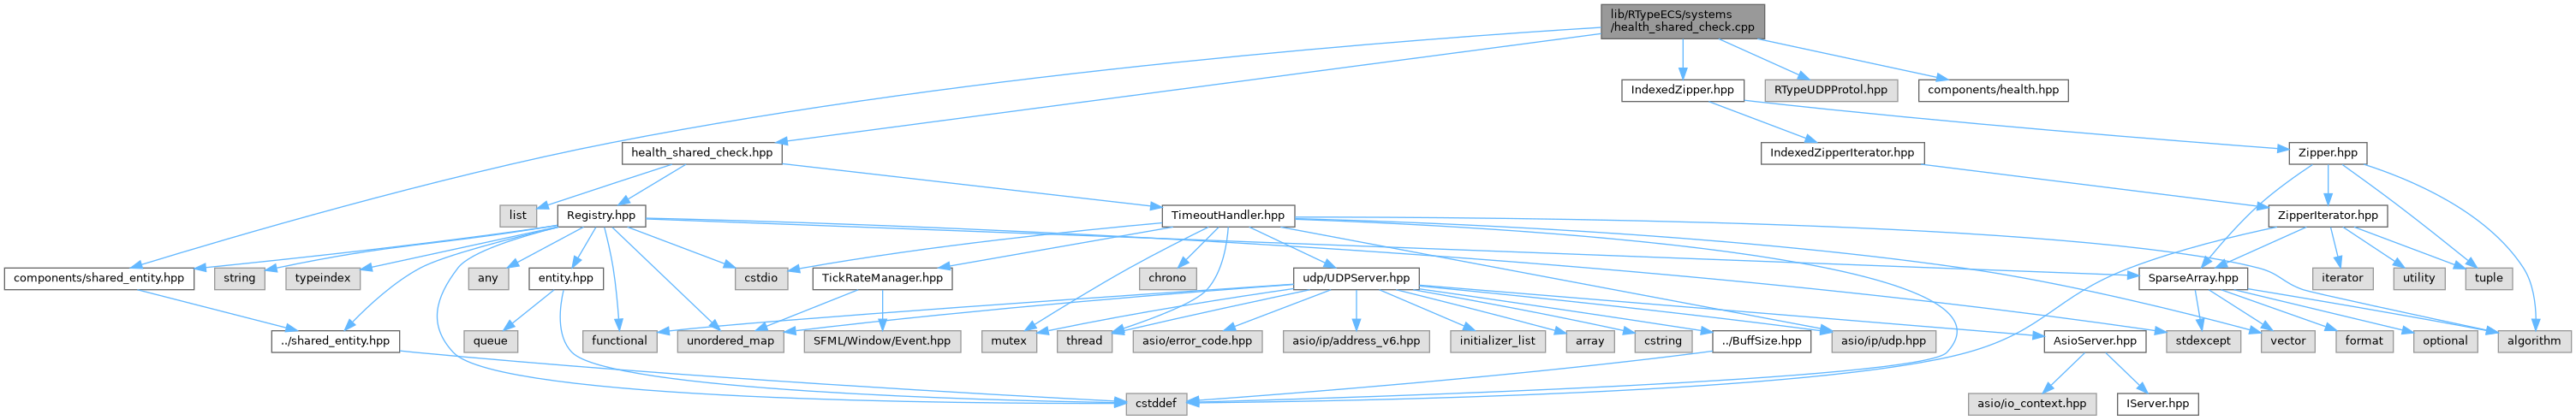 lib/RTypeECS/systems
/health_shared_check.cpp
IndexedZipper.hpp
RTypeUDPProtol.hpp
components/health.hpp
health_shared_check.hpp
IndexedZipperIterator.hpp
Zipper.hpp
list
Registry.hpp
TimeoutHandler.hpp
ZipperIterator.hpp
components/shared_entity.hpp
string
typeindex
any
entity.hpp
cstdio
TickRateManager.hpp
chrono
udp/UDPServer.hpp
SparseArray.hpp
iterator
utility
tuple
../shared_entity.hpp
queue
functional
unordered_map
SFML/Window/Event.hpp
mutex
thread
asio/error_code.hpp
asio/ip/address_v6.hpp
initializer_list
array
cstring
../BuffSize.hpp
asio/ip/udp.hpp
AsioServer.hpp
stdexcept
vector
format
optional
algorithm
cstddef
asio/io_context.hpp
IServer.hpp